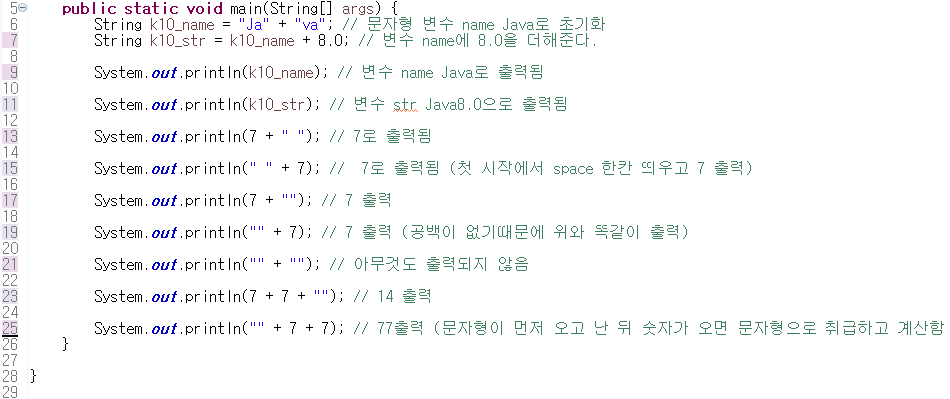 5 public static void main(String[] args) {
6 String k10_name = "Ja" + "va"; // 문자형 변수 name Java로 초기화
7 String k10_str = k10_name + 8.0; // 변수 name에 8.0을 더해준다.
8
9 System.out.println(k10_name); // 변수 name Java로 출력됨
10
11 System.out.println(k10_str); // 변수 str Java8.0으로 출력됨
12
13 System.out.println(7 + " "); // 7로 출력됨
14
15 System.out.println(" " + 7); //  7로 출력됨 (첫 시작에서 space 한칸 띄우고 7 출력)
16
17 System.out.println(7 + ""); // 7 출력
18
19 System.out.println("" + 7); // 7 출력 (공백이 없기때문에 위와 똑같이 출력)
20
21 System.out.println("" + ""); // 아무것도 출력되지 않음
22
23 System.out.println(7 + 7 + ""); // 14 출력
24
25 System.out.println("" + 7 + 7); // 77출력 (문자형이 먼저 오고 난 뒤 숫자가 오면 문자형으로 취급하고 계산함
26 }
27
28 }
29